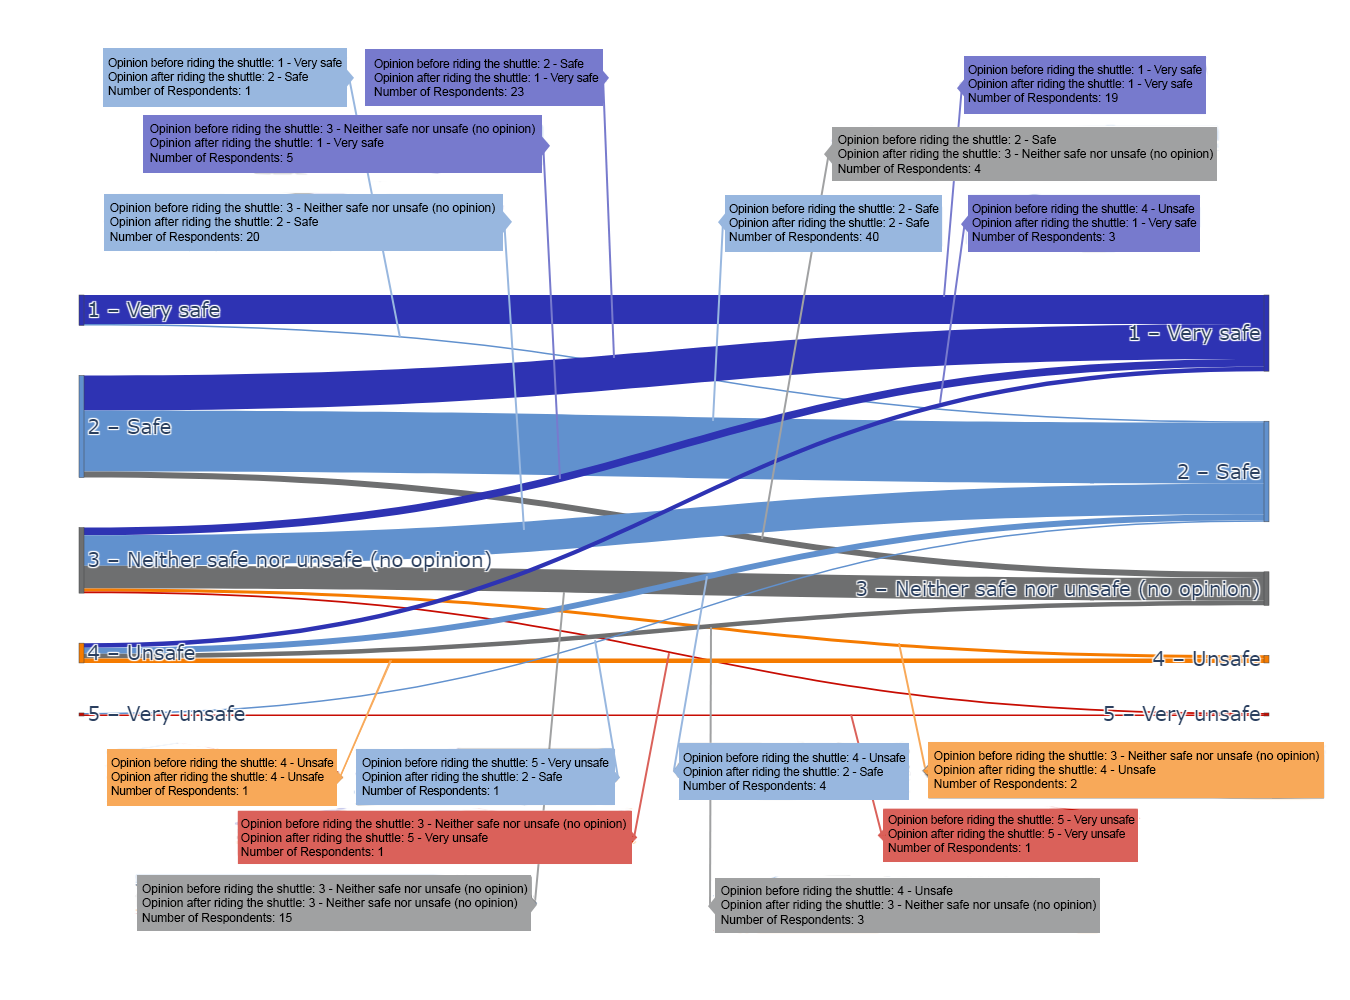 Opinion before riding the shuttle: 1 - Very safe
Opinion after riding the shuttle: 2 - Safe
Number of Respondents: 1
Opinion before riding the shuttle: 2 - Safe
Opinion after riding the shuttle: 1 - Very safe
Number of Respondents: 23
Opinion before riding the shuttle: 1 - Very safe
Opinion after riding the shuttle: 1 - Very safe
Number of Respondents: 19
Opinion before riding the shuttle: 3 - Neither safe nor unsafe (no opinion)
Opinion after riding the shuttle: 1 - Very safe
Number of Respondents: 5
Opinion before riding the shuttle: 2 - Safe
Opinion after riding the shuttle: 3 - Neither safe nor unsafe (no opinion)
Number of Respondents: 4
Opinion before riding the shuttle: 3 - Neither safe nor unsafe (no opinion)
Opinion after riding the shuttle: 2 - Safe
Number of Respondents: 20
Opinion before riding the shuttle: 2 - Safe
Opinion after riding the shuttle: 2 - Safe
Number of Respondents: 40
Opinion before riding the shuttle: 4 - Unsafe
Opinion after riding the shuttle: 1 - Very safe
Number of Respondents: 3
1 – Very safe
1 – Very safe
2 – Safe
2 – Safe
3 – Neither safe nor unsafe (no opinion)
3 – Neither safe nor unsafe (no opinion)
4 – Unsafe
4 – Unsafe
5 – Very unsafe
5 – Very unsafe
Opinion before riding the shuttle: 4 - Unsafe
Opinion after riding the shuttle: 4 - Unsafe
Number of Respondents: 1
Opinion before riding the shuttle: 5 - Very unsafe
Opinion after riding the shuttle: 2 - Safe
Number of Respondents: 1
Opinion before riding the shuttle: 4 - Unsafe
Opinion after riding the shuttle: 2 - Safe
Number of Respondents: 4
Opinion before riding the shuttle: 3 - Neither safe nor unsafe (no opinion)
Opinion after riding the shuttle: 4 - Unsafe
Number of Respondents: 2
Opinion before riding the shuttle: 3 - Neither safe nor unsafe (no opinion)
Opinion after riding the shuttle: 5 - Very unsafe
Number of Respondents: 1
Opinion before riding the shuttle: 5 - Very unsafe
Opinion after riding the shuttle: 5 - Very unsafe
Number of Respondents: 1
Opinion before riding the shuttle: 3 - Neither safe nor unsafe (no opinion)
Opinion after riding the shuttle: 3 - Neither safe nor unsafe (no opinion)
Number of Respondents: 15
Opinion before riding the shuttle: 4 - Unsafe
Opinion after riding the shuttle: 3 - Neither safe nor unsafe (no opinion)
Number of Respondents: 3